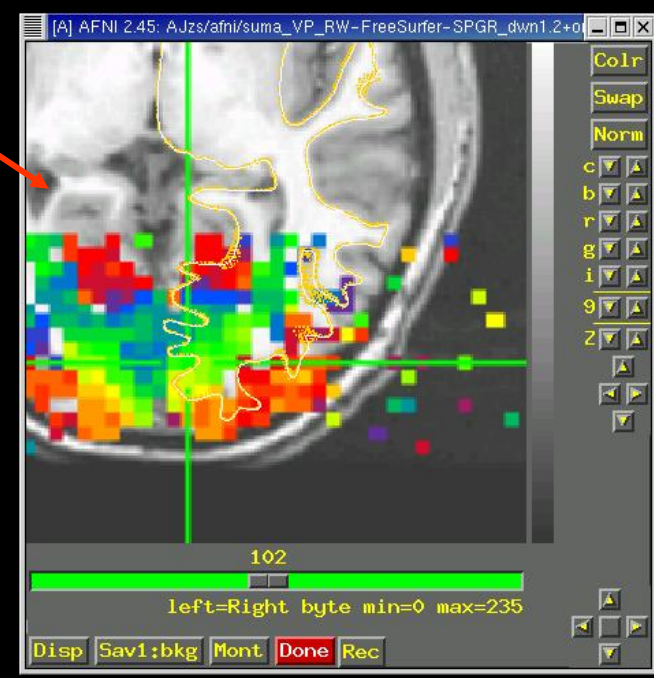 [A] AFNI 2.45: AJzs/afni/suma_VP_RW-FreeSurfer-SPGR_dwn1.2+or
Colr
Swap
Norm
c
b
r
g
i
9
Z
102
left=Right byte min=0 max=235
Disp Sav1:bkg Mont Done Rec